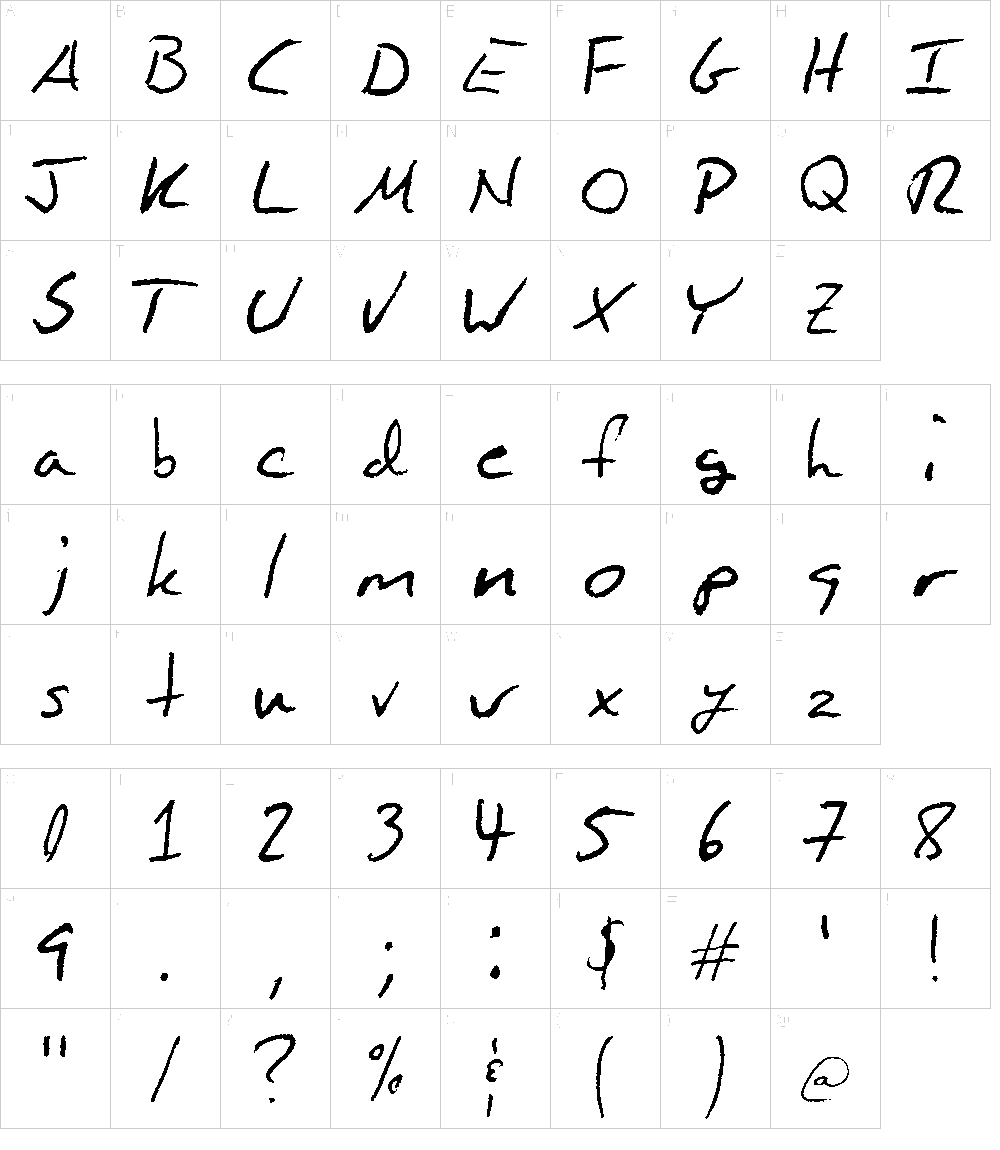 A B C D E F G H I
J K L M N O P Q R
S T U V W X Y Z
a b c d e f g h i
j k l m n o p q r
s t u v w x y z
0 1 2 3 4 5 6 7 8
9 . , ; : $ # ' !
" / ? % & ( ) @